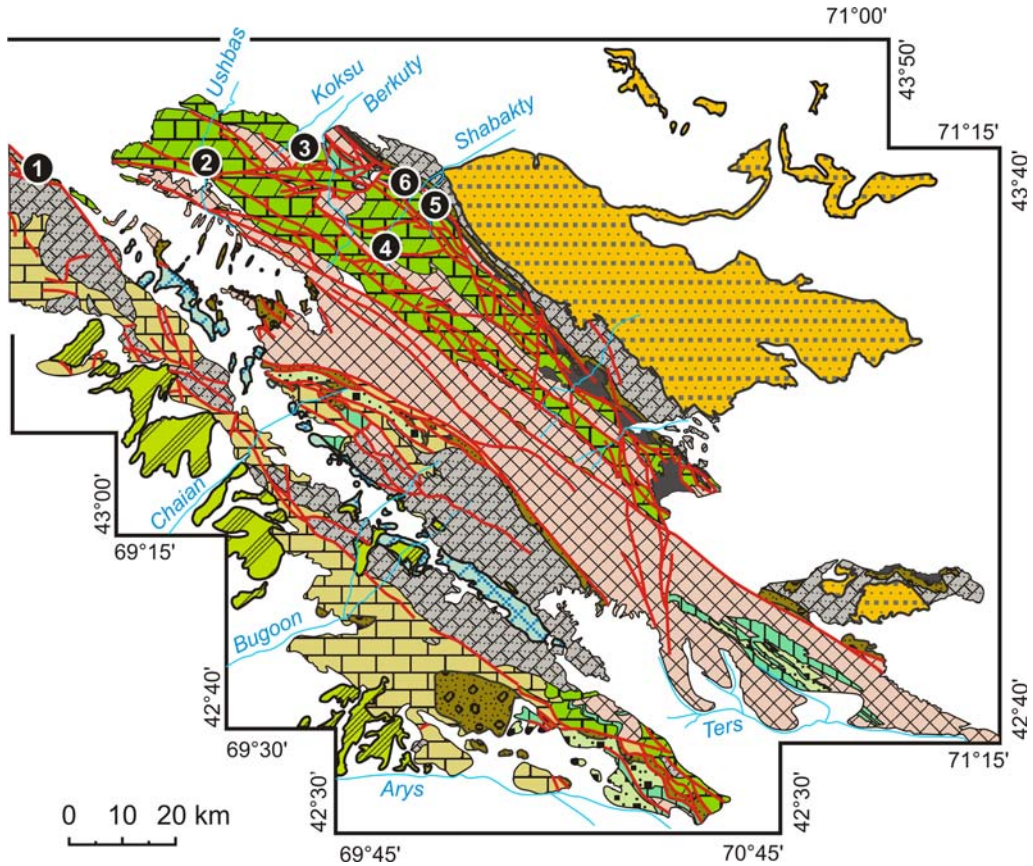 71°00'
43°50'
Ushbas
Koksu
Berkuty
Shabakty
71°15'
43°40'
1
2
3
6
5
4
43°00'
Chaian
69°15'
Bugoon
42°40'
69°30'
Ters
42°40'
71°15'
Arys
42°30'
42°30'
0 10 20 km
69°45'
70°45'